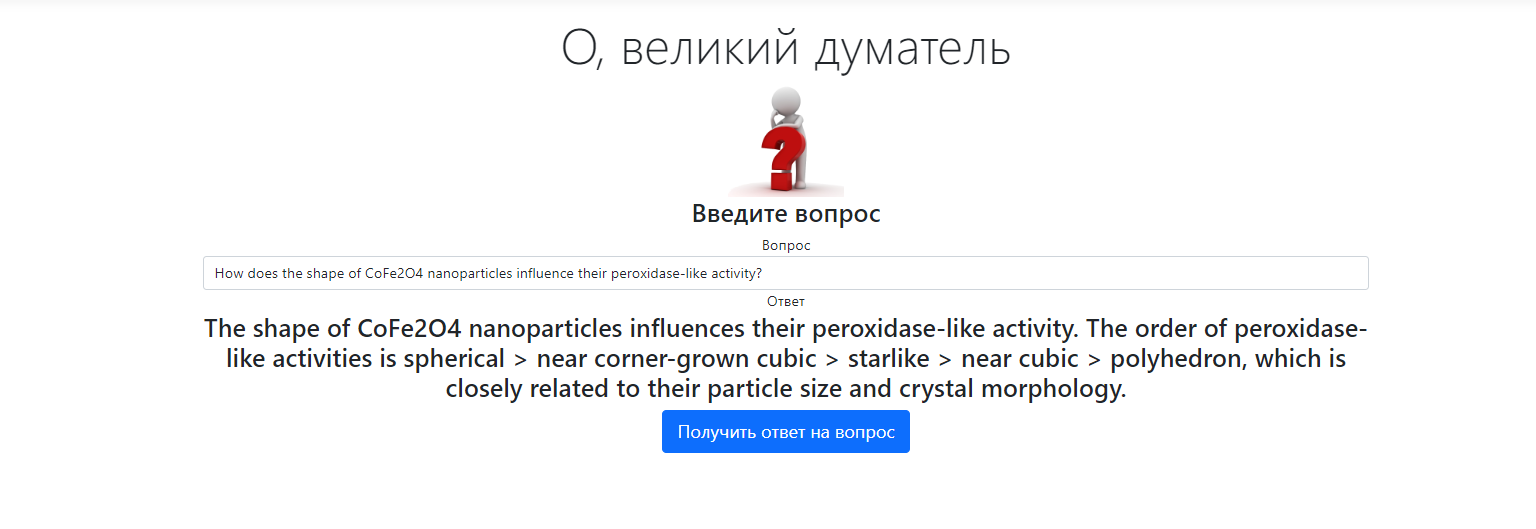 О, великий думатель
?
Введите вопрос
Вопрос
How does the shape of CoFe2O4 nanoparticles influence their peroxidase-like activity?
Ответ
The shape of CoFe2O4 nanoparticles influences their peroxidase-like activity. The order of peroxidase-
like activities is spherical > near corner-grown cubic > starlike > near cubic > polyhedron, which is
closely related to their particle size and crystal morphology.
Получить ответ на вопрос